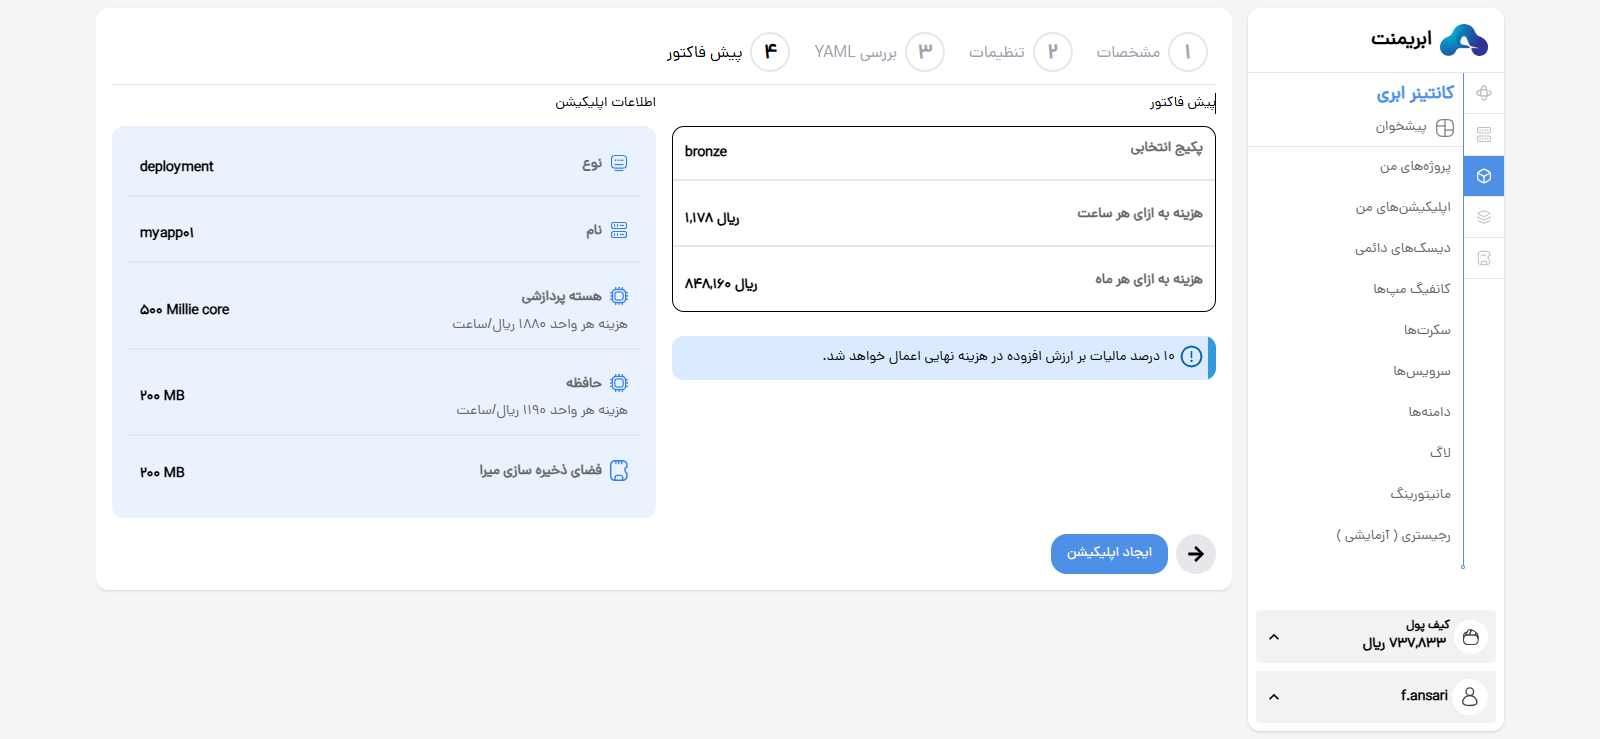 ابریمنت
کانتینر ابری
پیشخوان
پروژه‌های من
اپلیکیشن‌های من
دیسک‌های دائمی
کانفیگ مپ‌ها
سکرت‌ها
سرویس‌ها
دامنه‌ها
لاگ
مانیتورینگ
رجیستری ( آزمایشی )
کیف پول
۷۳۷,۸۳۳ ریال
f.ansari
۱ مشخصات ۲ تنظیمات ۳ بررسی YAML ۴ پیش فاکتور
پیش فاکتور
پکیج انتخابی bronze
هزینه به ازای هر ساعت ۱,۱۷۸ ریال
هزینه به ازای هر ماه ۸۴۸,۱۶۰ ریال
۱۰ درصد مالیات بر ارزش افزوده در هزینه نهایی اعمال خواهد شد.
اطلاعات اپلیکیشن
نوع deployment
نام myapp۰۱
هسته پردازشی ۵۰۰ Millie core
هزینه هر واحد ۱۸۸۰ ریال/ساعت
حافظه ۲۰۰ MB
هزینه هر واحد ۱۱۹۰ ریال/ساعت
فضای ذخیره سازی میرا ۲۰۰ MB
ایجاد اپلیکیشن